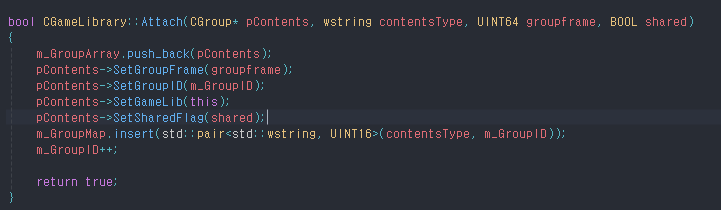 bool CGameLibrary::Attach(CGroup* pContents, wstring contentsType, UINT64 groupframe, BOOL shared)
{
m_GroupArray.push_back(pContents);
pContents->SetGroupFrame(groupframe);
pContents->SetGroupID(m_GroupID);
pContents->SetGameLib(this);
pContents->SetSharedFlag(shared);
m_GroupMap.insert(std::pair<std::wstring, UINT16>(contentsType, m_GroupID));
m_GroupID++;
return true;
}